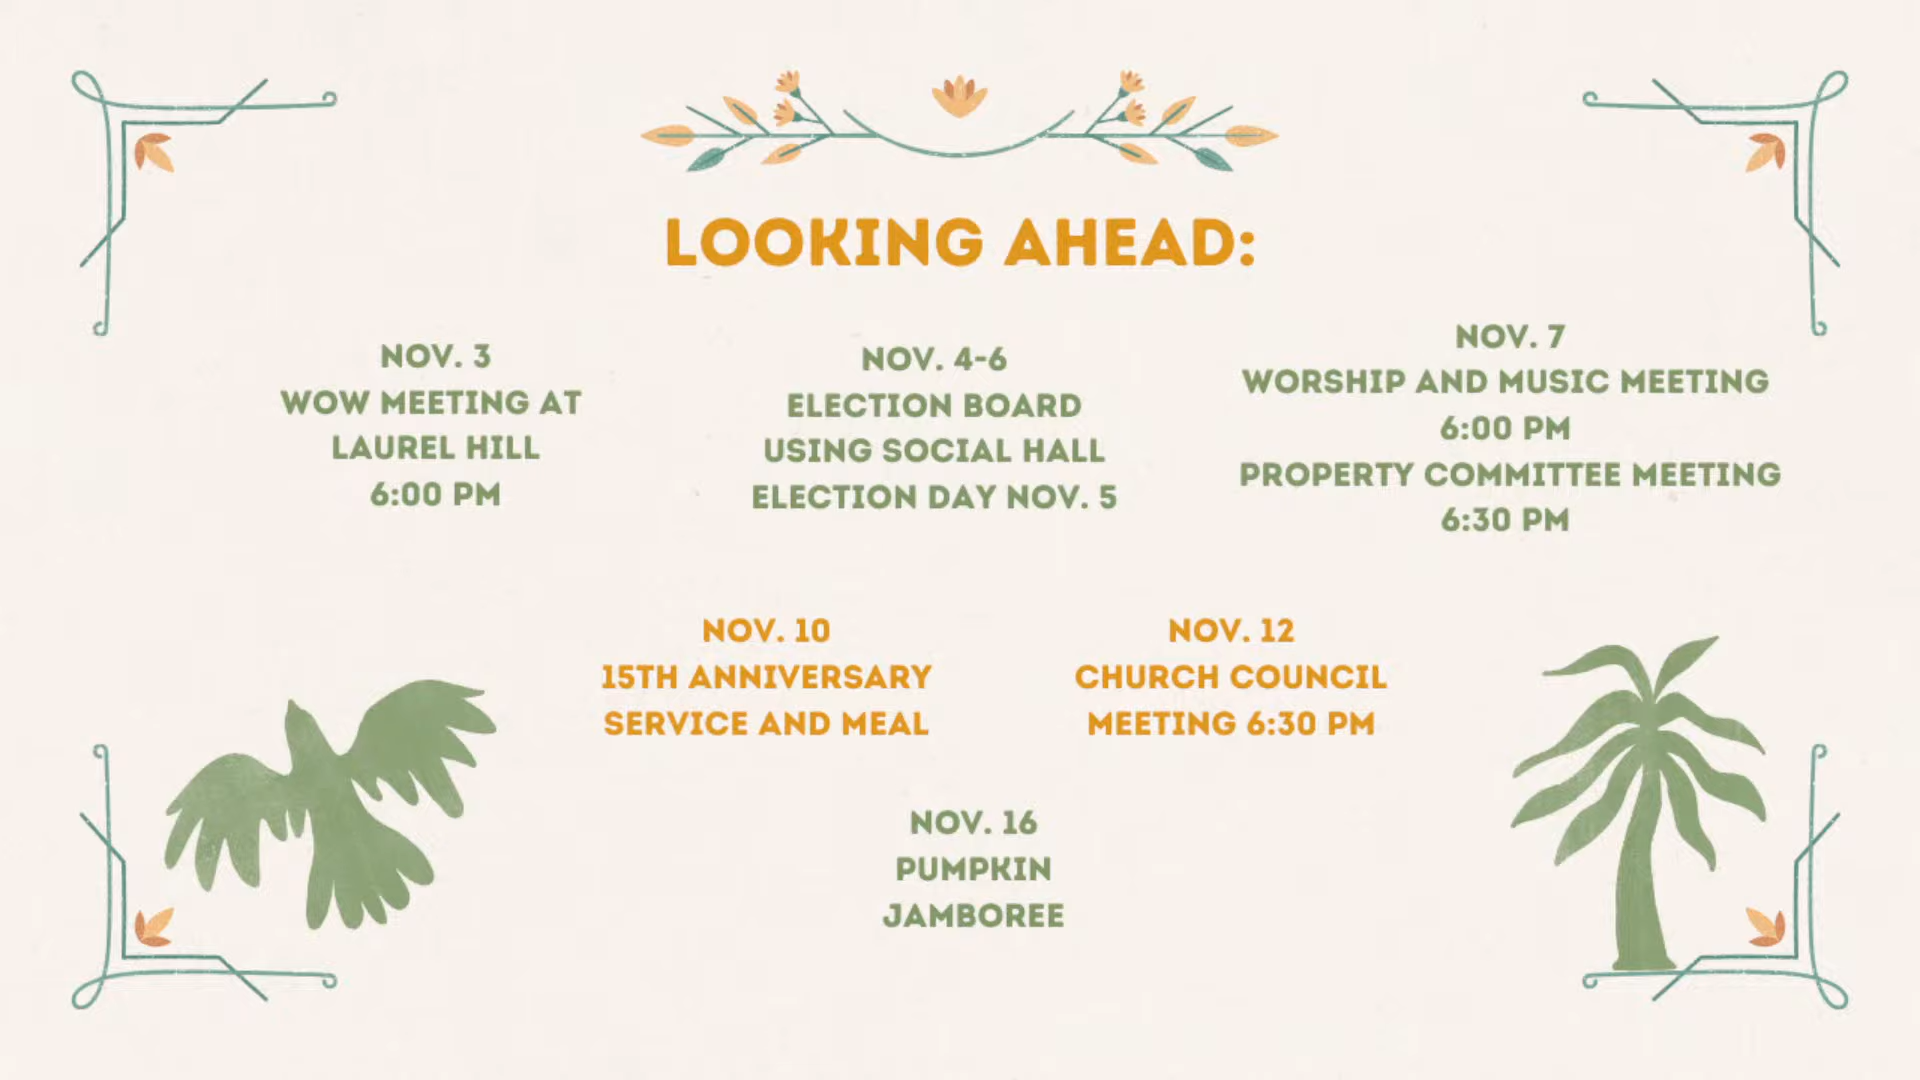 LOOKING AHEAD:
NOV. 3
WOW MEETING AT
LAUREL HILL
6:00 PM
NOV. 4-6
ELECTION BOARD
USING SOCIAL HALL
ELECTION DAY NOV. 5
NOV. 7
WORSHIP AND MUSIC MEETING
6:00 PM
PROPERTY COMMITTEE MEETING
6:30 PM
NOV. 10
15TH ANNIVERSARY
SERVICE AND MEAL
NOV. 12
CHURCH COUNCIL
MEETING 6:30 PM
NOV. 16
PUMPKIN
JAMBOREE